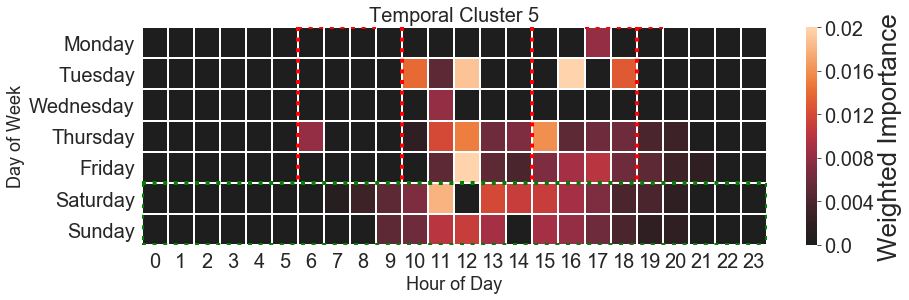 Temporal Cluster 5
Day of Week
Monday
Tuesday
Wednesday
Thursday
Friday
Saturday
Sunday
0 1 2 3 4 5 6 7 8 9 10 11 12 13 14 15 16 17 18 19 20 21 22 23
Hour of Day
0.02
0.016
0.012
0.008
0.004
0.0
Weighted Importance